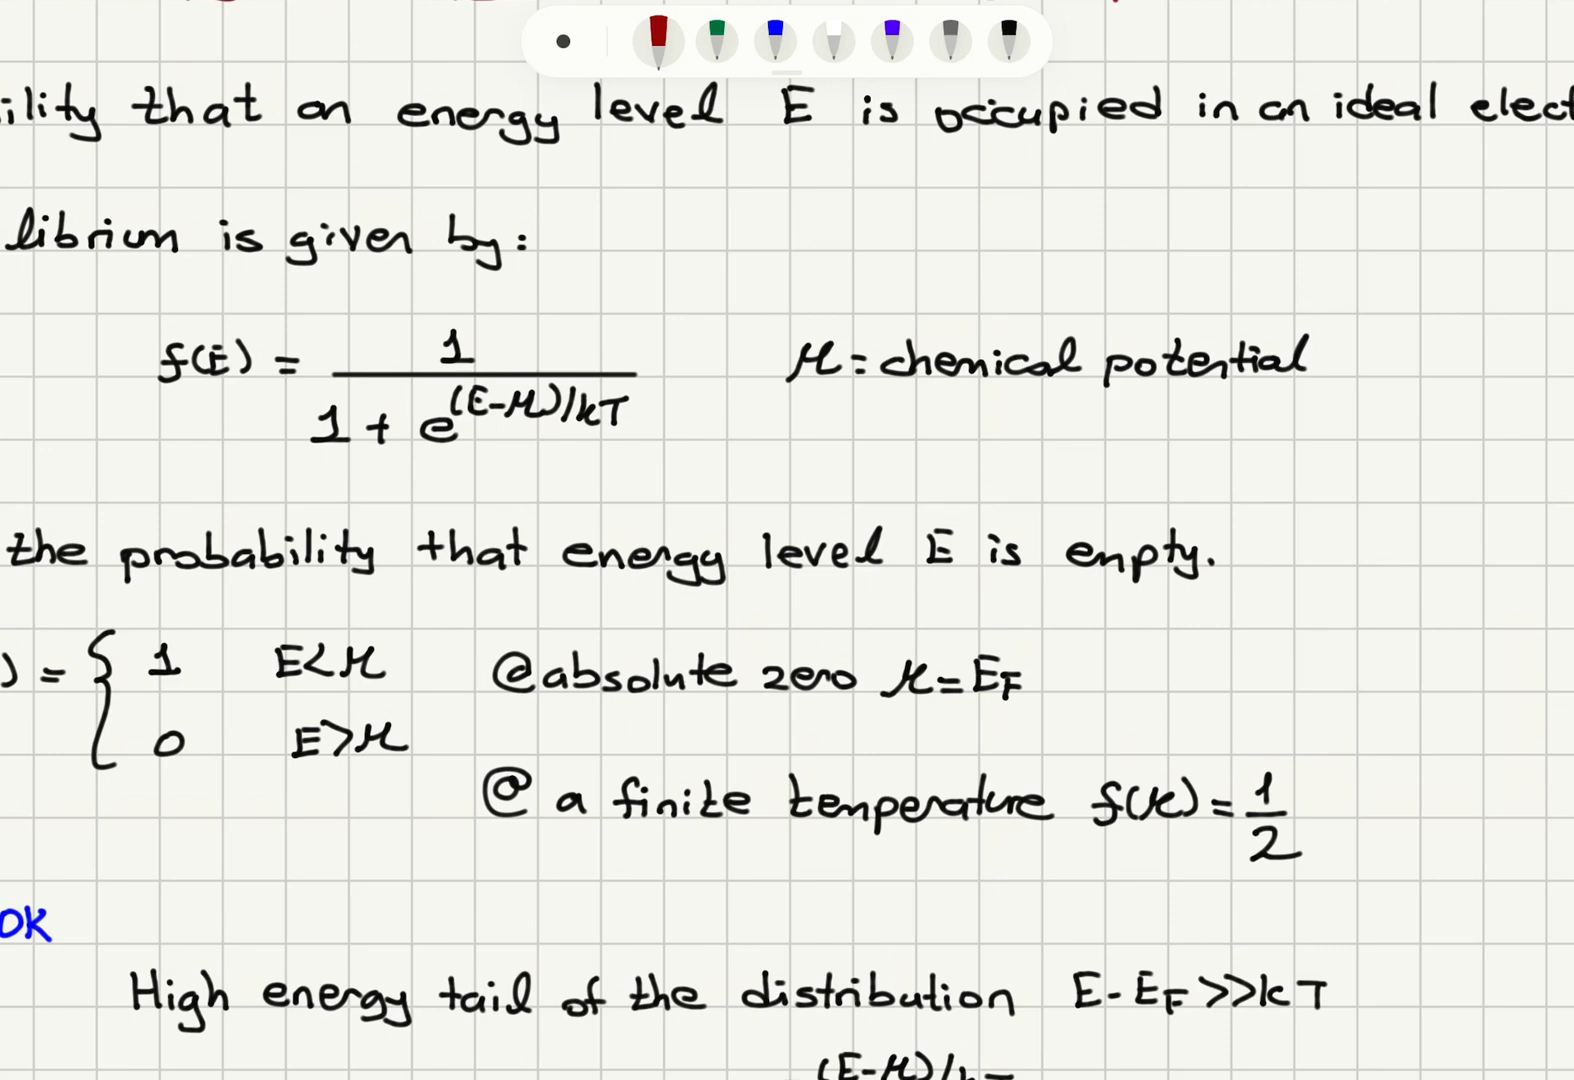 ility that an energy level E is occupied in an ideal elect
librium is given by:
f(E) = 1 / (1 + e^((E-μ)/kT))    μ = chemical potential
the probability that energy level E is empty.
) = { 1    E<μ    @absolute zero μ=E_F
0    E>μ
@ a finite temperature f(μ) = 1/2
0K
High energy tail of the distribution E-E_F>>kT
(E-μ)/k